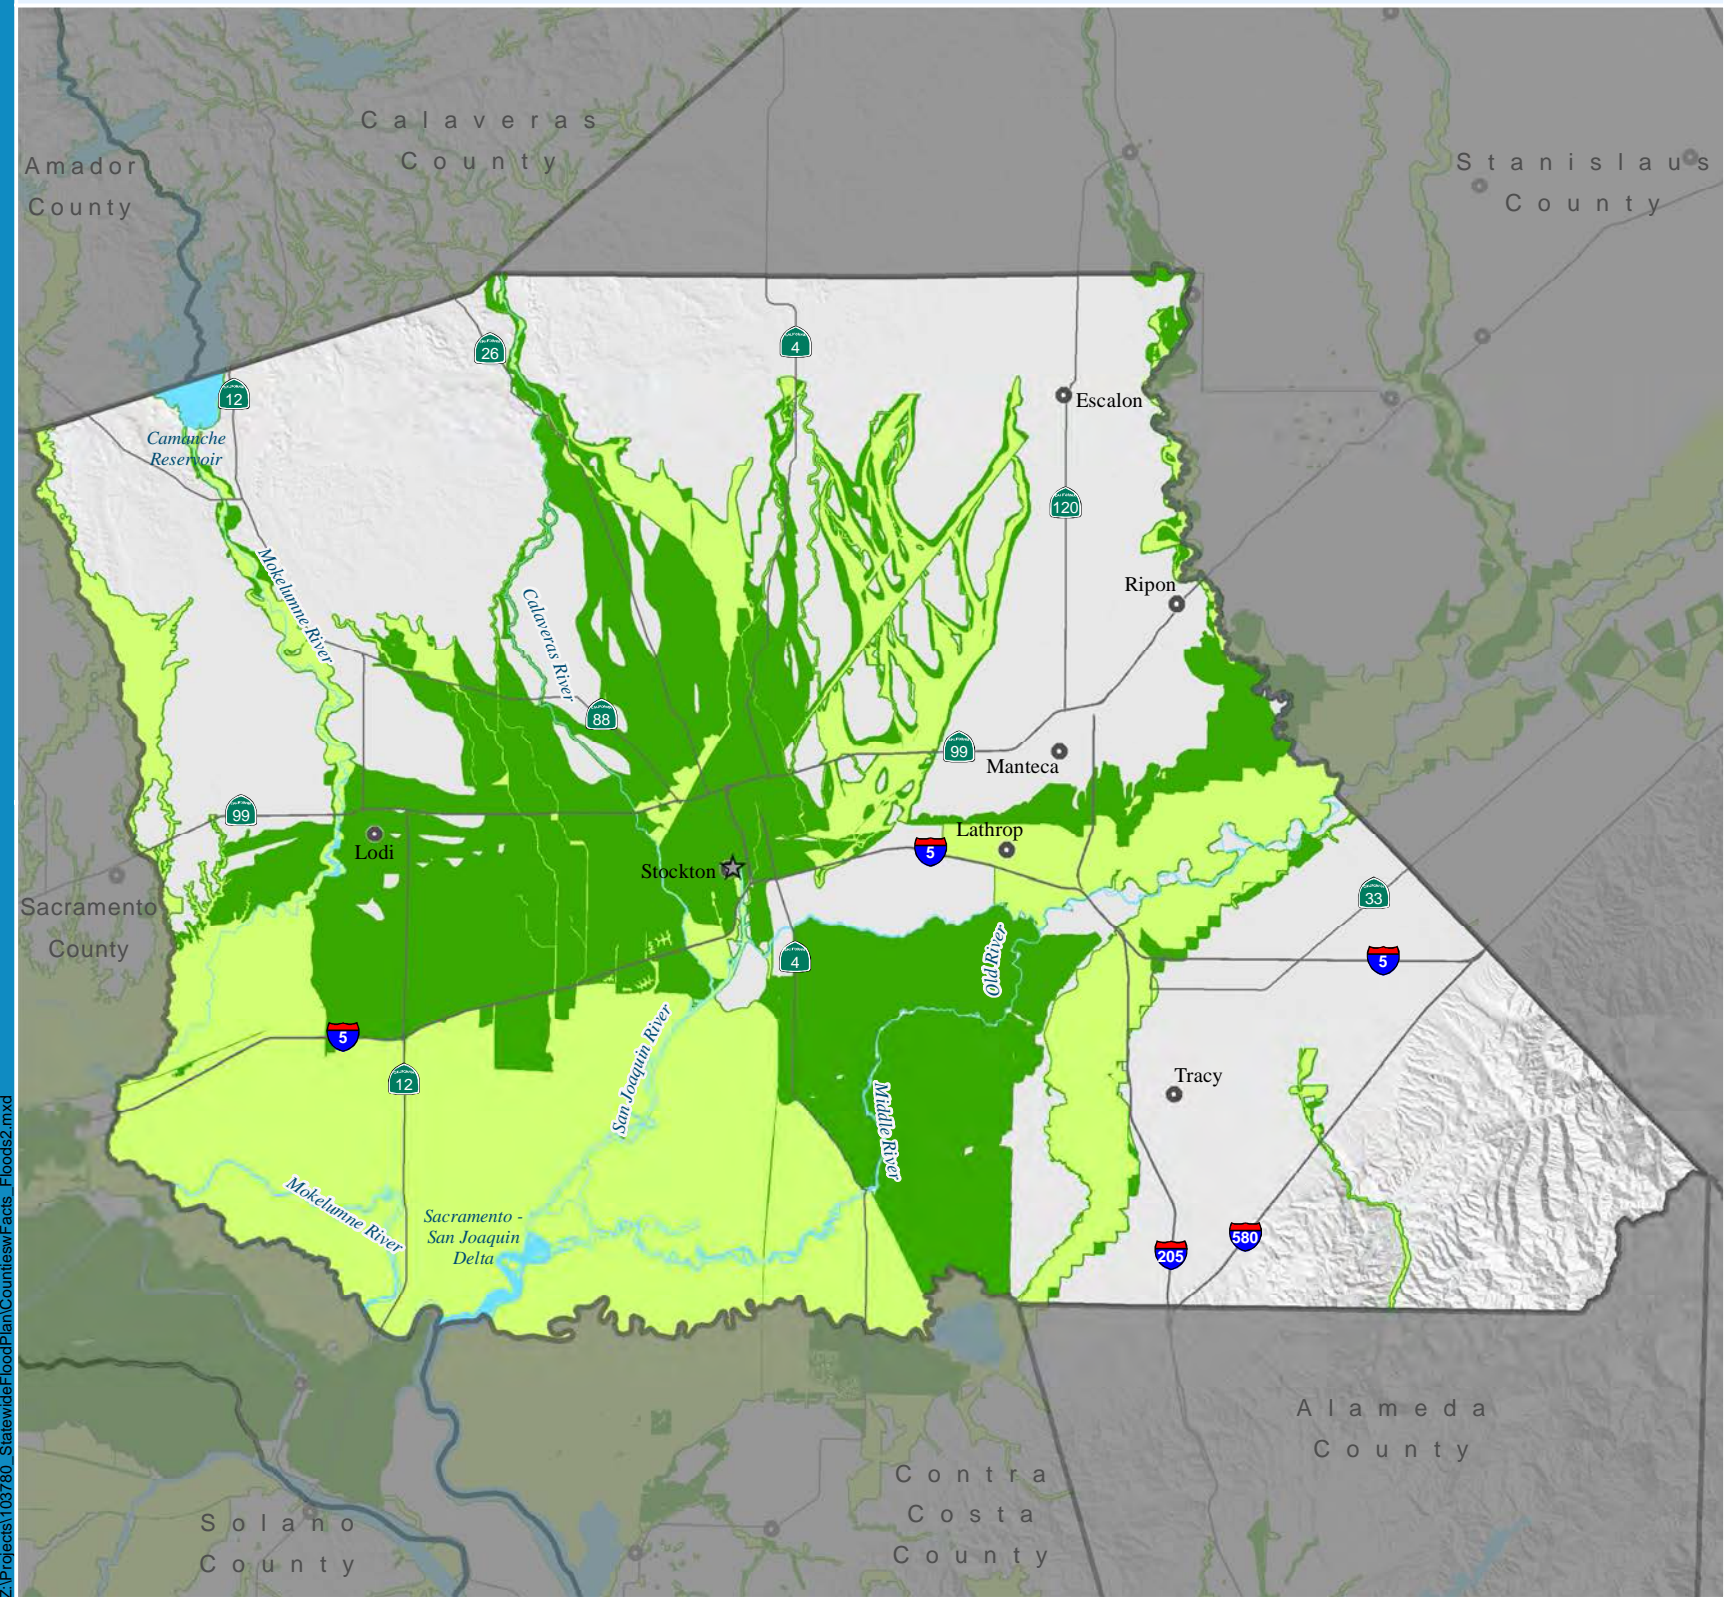 Calaveras
County
Amador
County
Stanislaus
County
26
4
12
Escalon
Camanche
Reservoir
120
Mokelumne River
Ripon
Calaveras River
88
99
Manteca
99
Lathrop
Lodi
5
Stockton
33
Sacramento
County
Old River
4
5
San Joaquin River
5
12
Tracy
Middle River
Mokelumne River
Sacramento -
San Joaquin
Delta
205
580
Alameda
County
Contra
Costa
County
Solano
County
Z:\Projects\103780_StatewideFloodPlan\CountieswFacts_Floods2.mxd